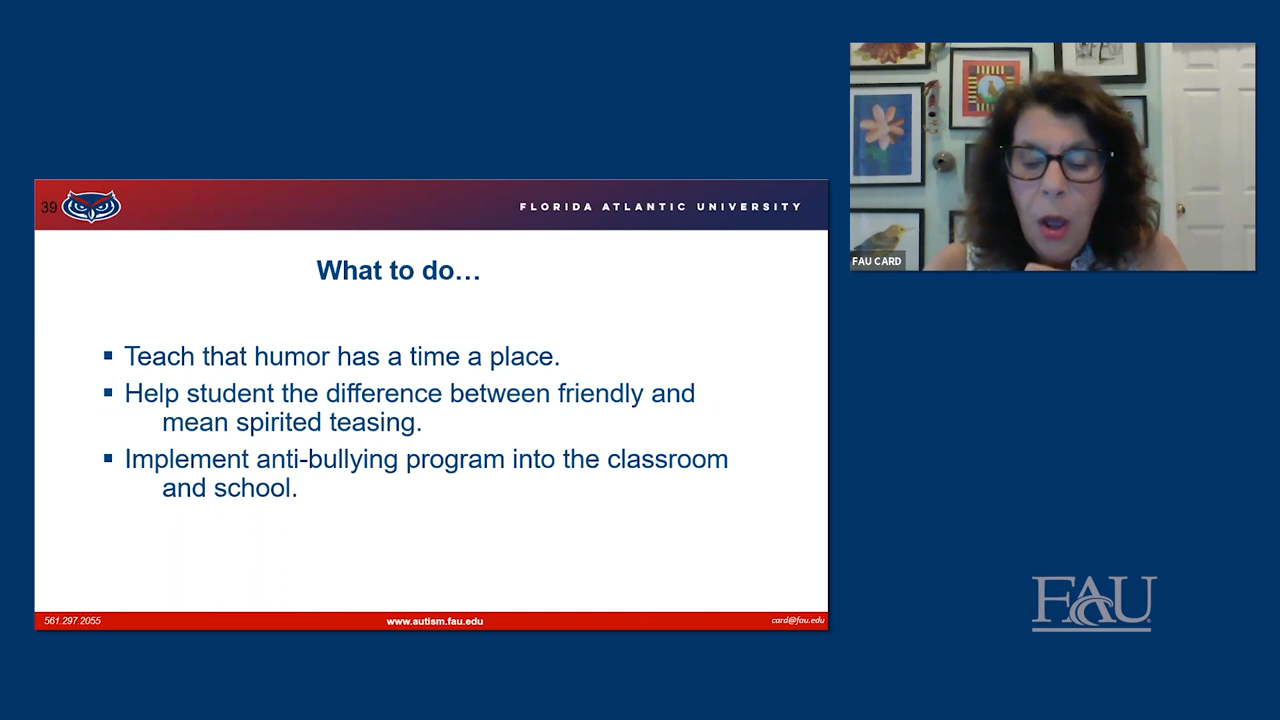 39
FLORIDA ATLANTIC UNIVERSITY
What to do…
▪ Teach that humor has a time a place.
▪ Help student the difference between friendly and
mean spirited teasing.
▪ Implement anti-bullying program into the classroom
and school.
561.297.2055
www.autism.fau.edu
card@fau.edu
FAU CARD
FAU